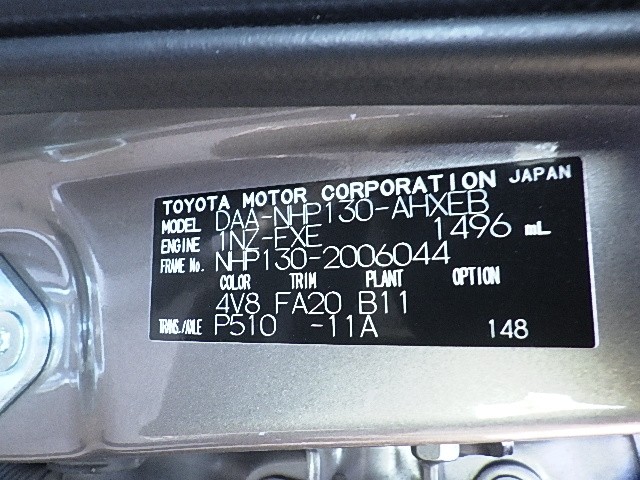 TOYOTA MOTOR CORPORATION JAPAN
MODEL DAA-NHP130-AHXEB
ENGINE 1NZ-FXE 1496 mL
FRAME No. NHP130-2006044
COLOR TRIM PLANT OPTION
4V8 FA20 B11
TRANS./AXLE P510 -11A 148